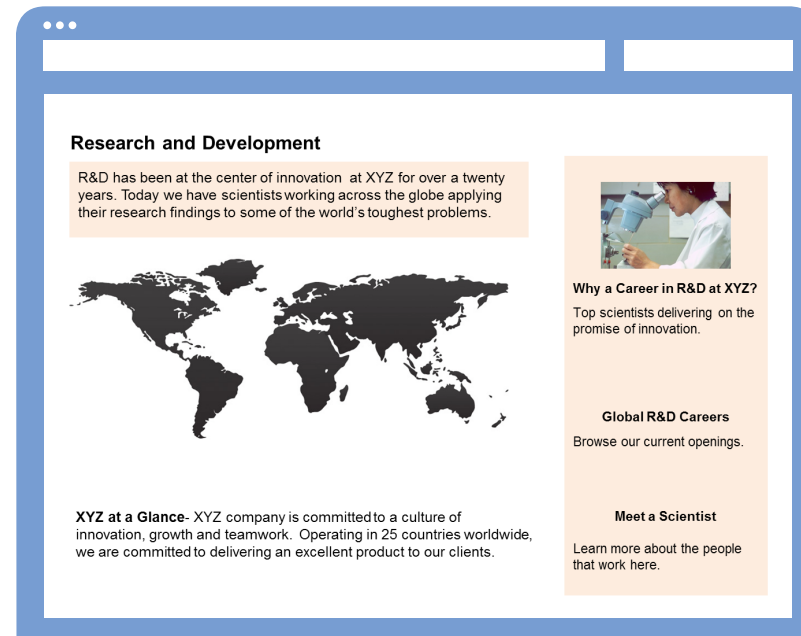 Research and Development
R&D has been at the center of innovation at XYZ for over a twenty
years. Today we have scientists working across the globe applying
their research findings to some of the world's toughest problems.
XYZ at a Glance- XYZ company is committed to a culture of
innovation, growth and teamwork. Operating in 25 countries worldwide,
we are committed to delivering an excellent product to our clients.
Why a Career in R&D at XYZ?
Top scientists delivering on the
promise of innovation.
Global R&D Careers
Browse our current openings.
Meet a Scientist
Learn more about the people
that work here.